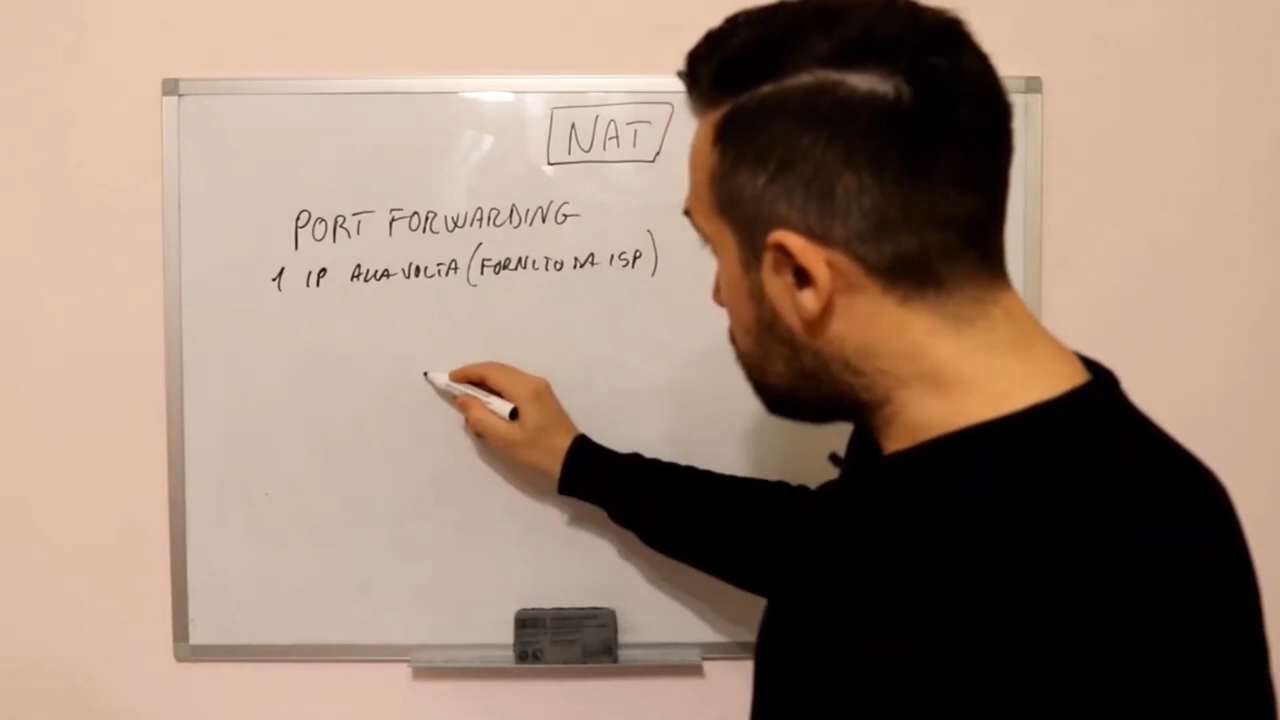 NAT
PORT FORWARDING
1 IP ALLA VOLTA (FORNITO DA ISP)